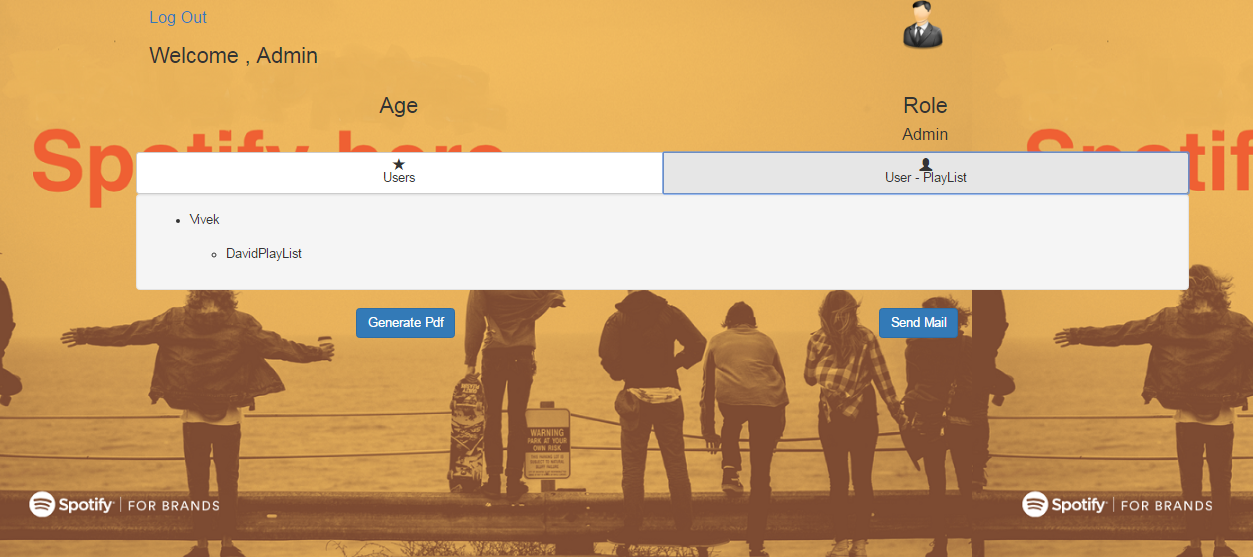 Log Out
Welcome , Admin
Age
Role
Admin
Spotify here
Spotif
Users
User - PlayList
Vivek
DavidPlayList
Generate Pdf
Send Mail
WARNING
PARK AT YOUR
OWN RISK
Spotify | FOR BRANDS
Spotify | FOR BRANDS